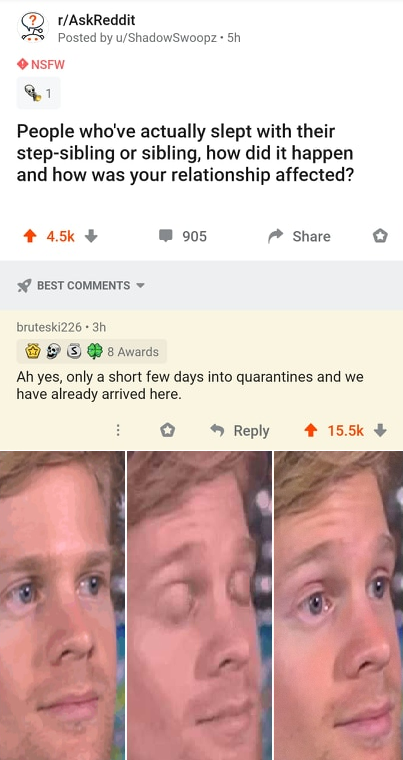 r/AskReddit
Posted by u/ShadowSwoopz • 5h
NSFW
1
People who've actually slept with their
step-sibling or sibling, how did it happen
and how was your relationship affected?
4.5k 905 Share
BEST COMMENTS
bruteski226 • 3h
S 8 Awards
Ah yes, only a short few days into quarantines and we
have already arrived here.
Reply 15.5k